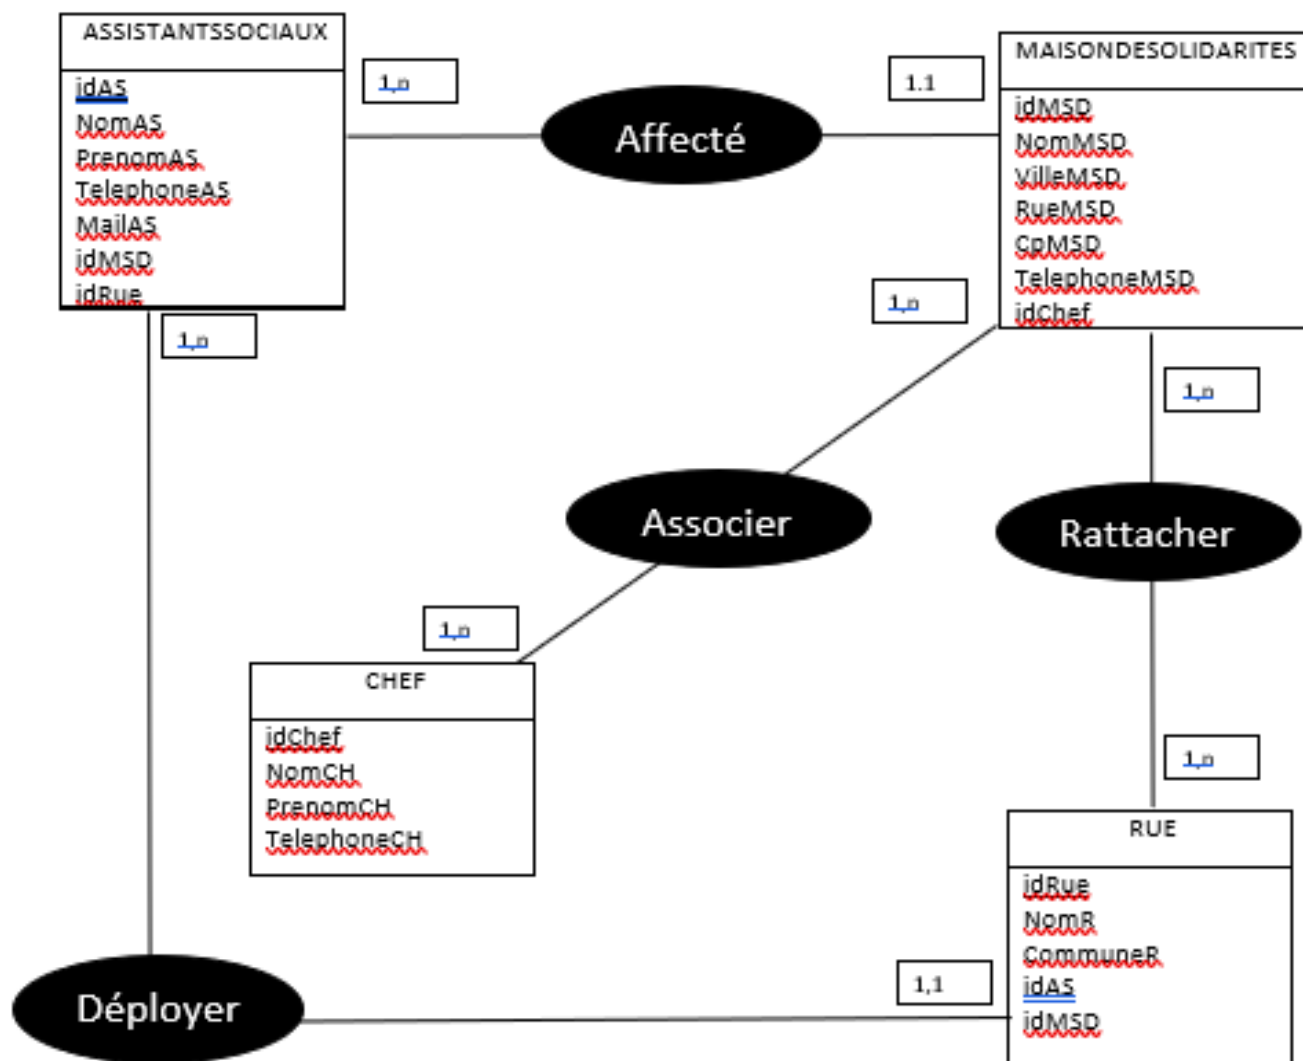 ASSISTANTSSOCIAUX
idAS
NomAS
PrenomAS
TelephoneAS
MailAS
idMSD
idRue
1,n
Affecté
1.1
MAISONDESOLIDARITES
idMSD
NomMSD
VilleMSD
RueMSD
CpMSD
TelephoneMSD
idChef
1,n
1,n
1,n
Associer
Rattacher
1,n
CHEF
idChef
NomCH
PrenomCH
TelephoneCH
1,n
RUE
idRue
NomR
CommuneR
idAS
idMSD
1,1
Déployer